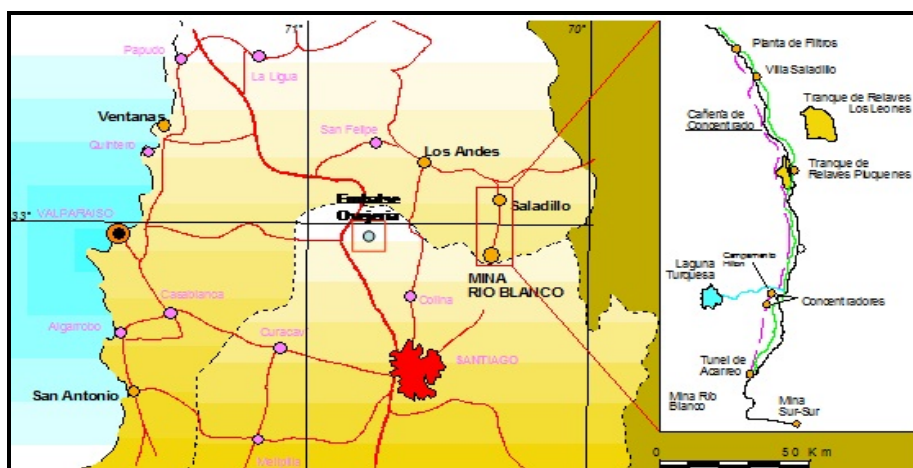 71°
70°
Papudo
La Ligua
Ventanas
Quintero
San Felipe
Los Andes
Embalse
Ovejería
Saladillo
33°
VALPARAISO
MINA
RIO BLANCO
Casablanca
Colina
Algarrobo
Curacaví
SANTIAGO
San Antonio
Melipilla
Planta de Filtros
Villa Saladillo
Tranque de Relaves
Los Leones
Cañería de
Concentrado
Tranque de
Relaves Piuquenes
Laguna
Turquesa
Campamento
Hilton
Concentradores
Tunel de
Acarreo
Mina Río
Blanco
Mina
Sur-Sur
0
50 Km